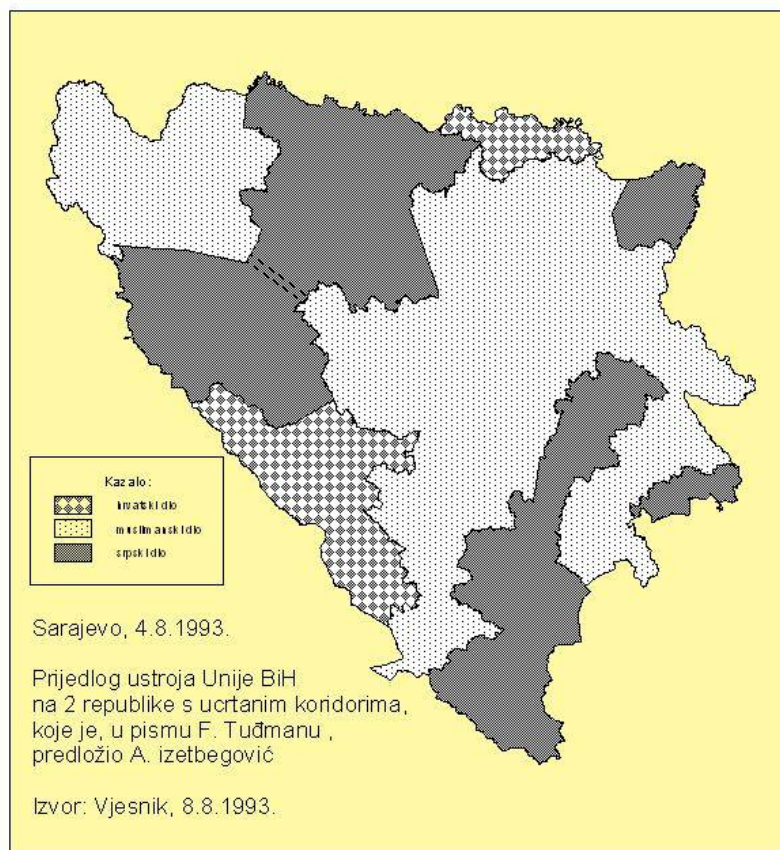 Kazalo:
hrvatski dio
muslimanski dio
srpski dio
Sarajevo, 4.8.1993.
Prijedlog ustroja Unije BiH
na 2 republike s ucrtanim koridorima,
koje je, u pismu F. Tuđmanu ,
predložio A. izetbegović
Izvor: Vjesnik, 8.8.1993.